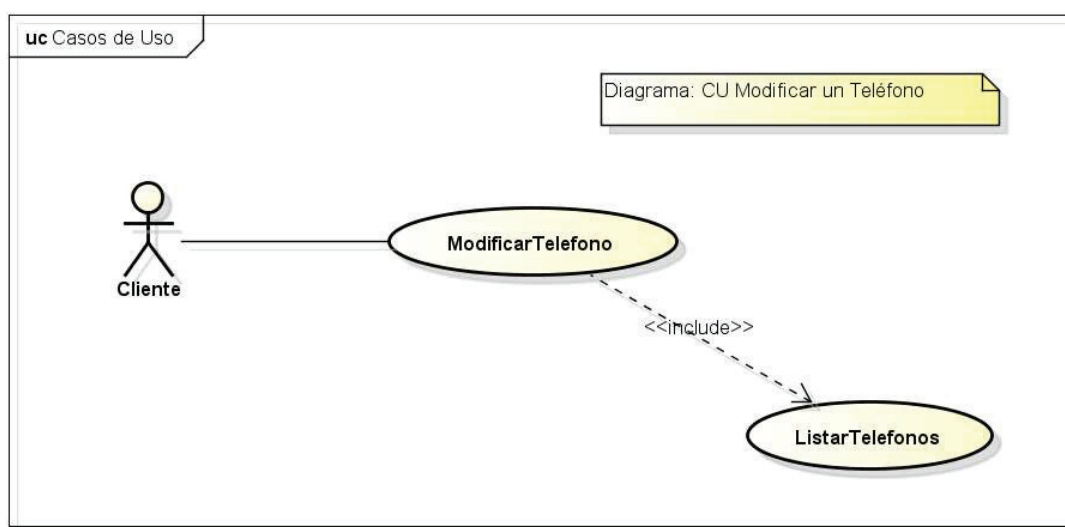 uc Casos de Uso
Diagrama: CU Modificar un Teléfono
ModificarTelefono
Cliente
<<include>>
ListarTelefonos